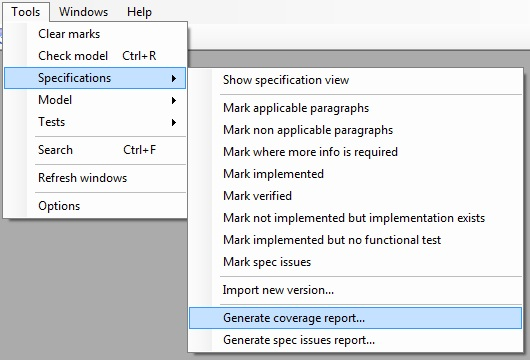 Tools Windows Help
Clear marks
Check model Ctrl+R
Specifications
Model
Tests
Search Ctrl+F
Refresh windows
Options
Show specification view
Mark applicable paragraphs
Mark non applicable paragraphs
Mark where more info is required
Mark implemented
Mark verified
Mark not implemented but implementation exists
Mark implemented but no functional test
Mark spec issues
Import new version...
Generate coverage report...
Generate spec issues report...